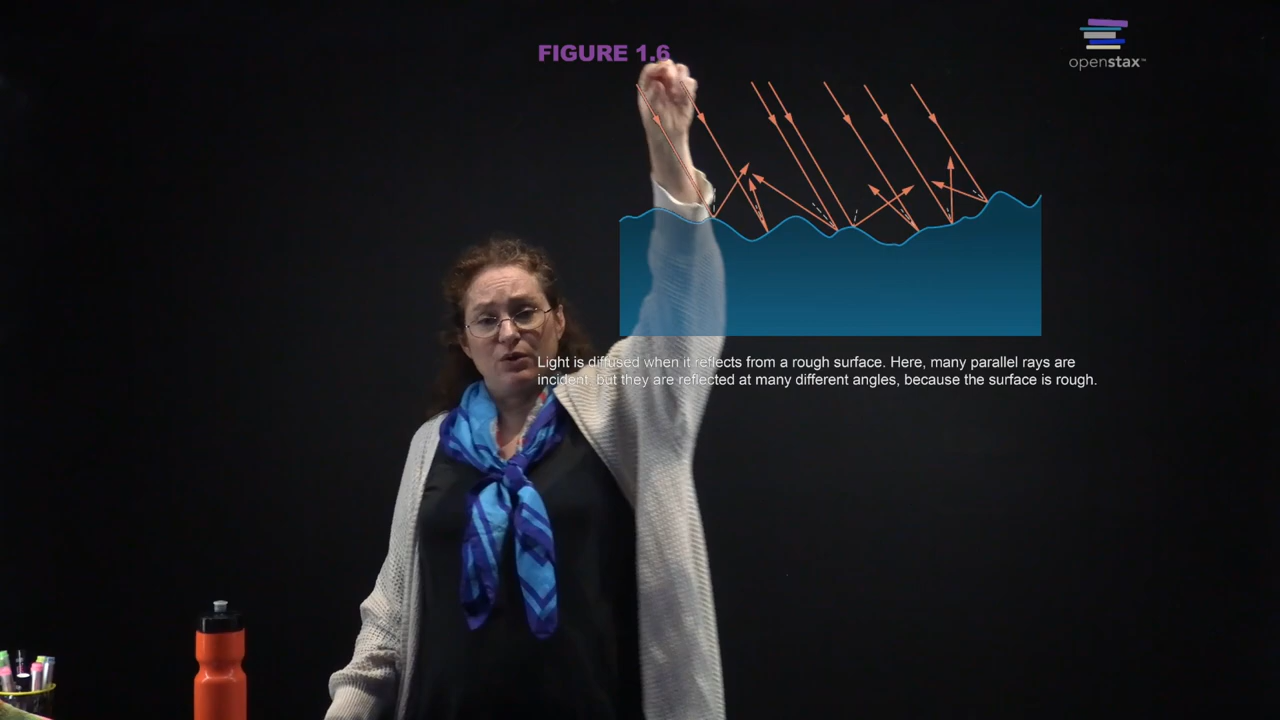 FIGURE 1.6
openstax™
Light is diffused when it reflects from a rough surface. Here, many parallel rays are
incident, but they are reflected at many different angles, because the surface is rough.